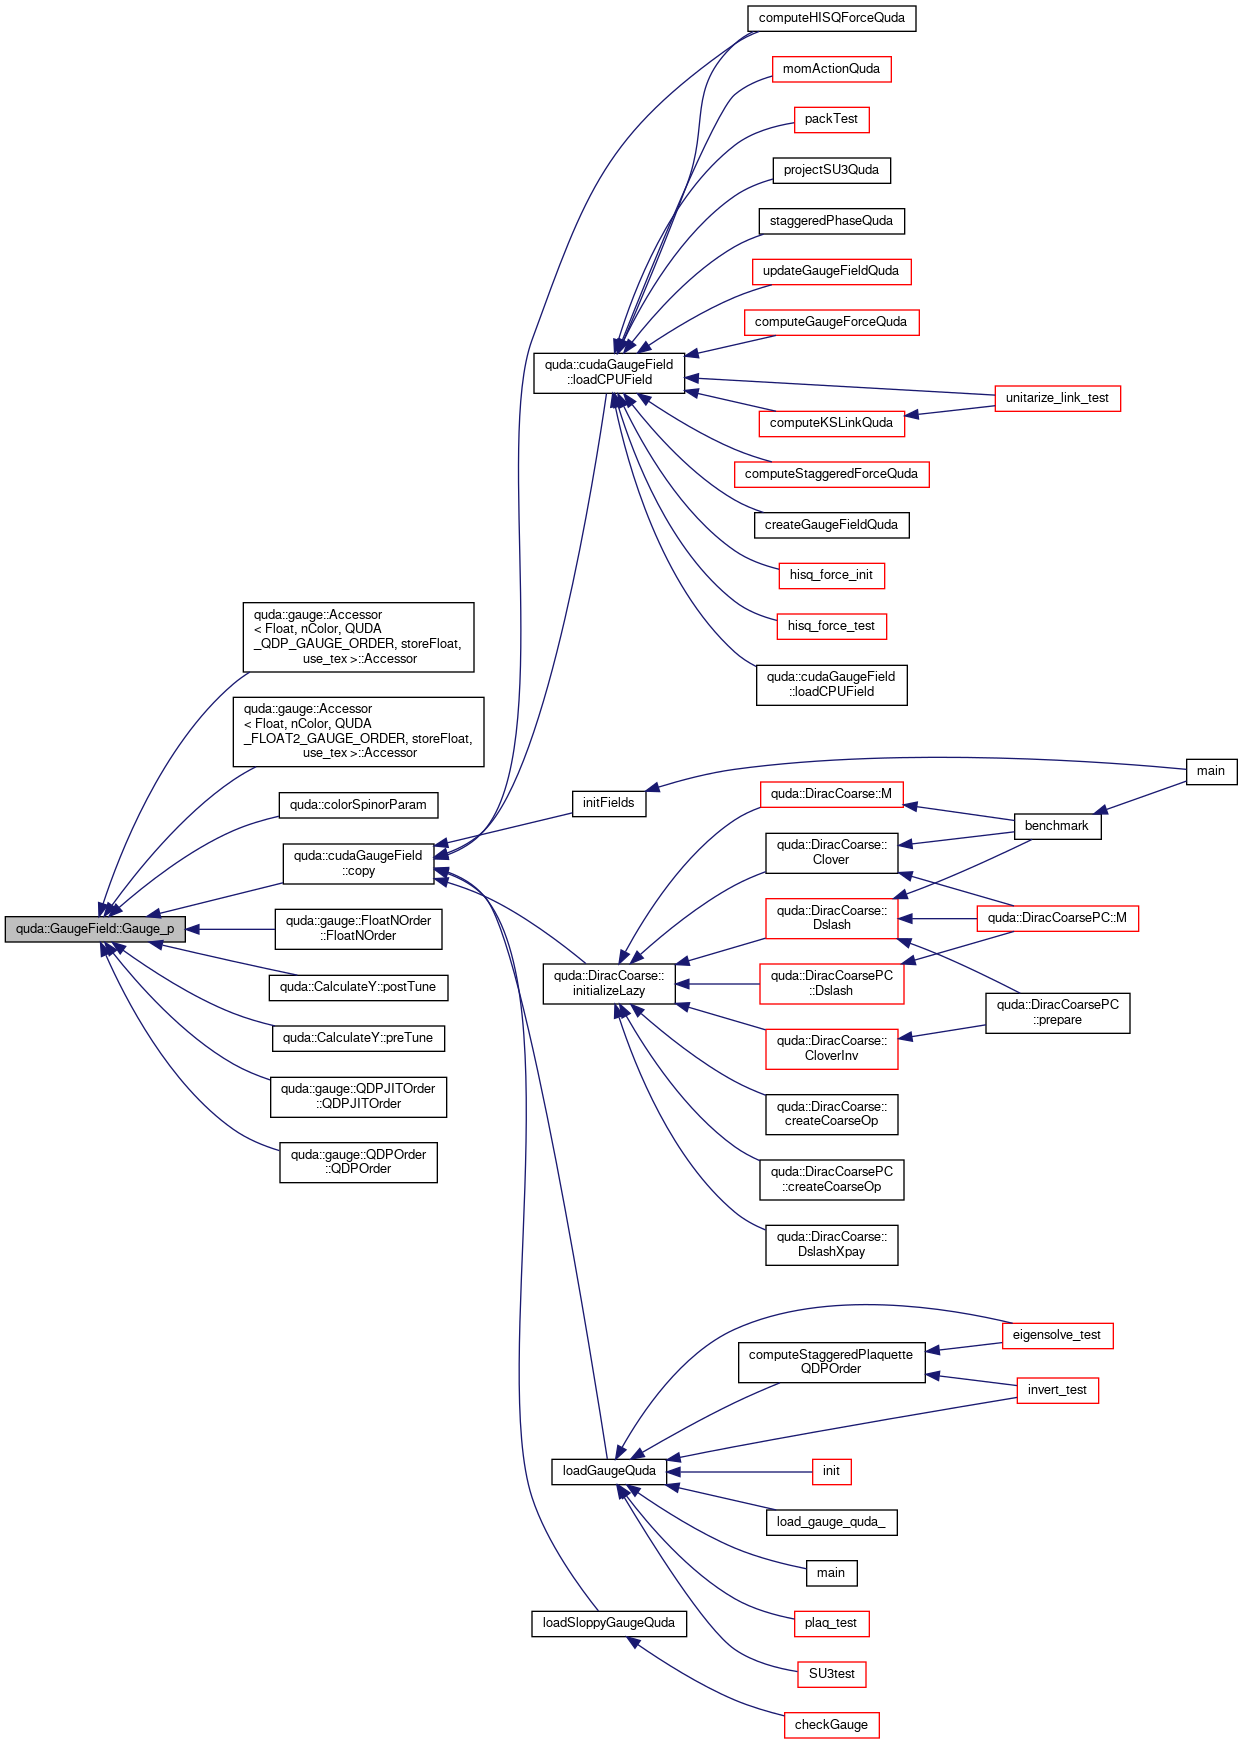 computeHISQForceQuda
momActionQuda
packTest
projectSU3Quda
staggeredPhaseQuda
updateGaugeFieldQuda
computeGaugeForceQuda
quda::cudaGaugeField
::loadCPUField
unitarize_link_test
computeKSLinkQuda
computeStaggeredForceQuda
createGaugeFieldQuda
hisq_force_init
hisq_force_test
quda::cudaGaugeField
::loadCPUField
quda::gauge::Accessor
< Float, nColor, QUDA
_QDP_GAUGE_ORDER, storeFloat,
use_tex >::Accessor
quda::gauge::Accessor
< Float, nColor, QUDA
_FLOAT2_GAUGE_ORDER, storeFloat,
use_tex >::Accessor
quda::colorSpinorParam
quda::cudaGaugeField
::copy
quda::GaugeField::Gauge_p
quda::gauge::FloatNOrder
::FloatNOrder
quda::CalculateY::postTune
quda::CalculateY::preTune
quda::gauge::QDPJITOrder
::QDPJITOrder
quda::gauge::QDPOrder
::QDPOrder
initFields
main
quda::DiracCoarse::M
benchmark
quda::DiracCoarse::
Clover
quda::DiracCoarse::
Dslash
quda::DiracCoarsePC::M
quda::DiracCoarse::
initializeLazy
quda::DiracCoarsePC
::Dslash
quda::DiracCoarsePC
::prepare
quda::DiracCoarse::
CloverInv
quda::DiracCoarse::
createCoarseOp
quda::DiracCoarsePC
::createCoarseOp
quda::DiracCoarse::
DslashXpay
eigensolve_test
computeStaggeredPlaquette
QDPOrder
invert_test
loadGaugeQuda
init
load_gauge_quda_
main
plaq_test
loadSloppyGaugeQuda
SU3test
checkGauge